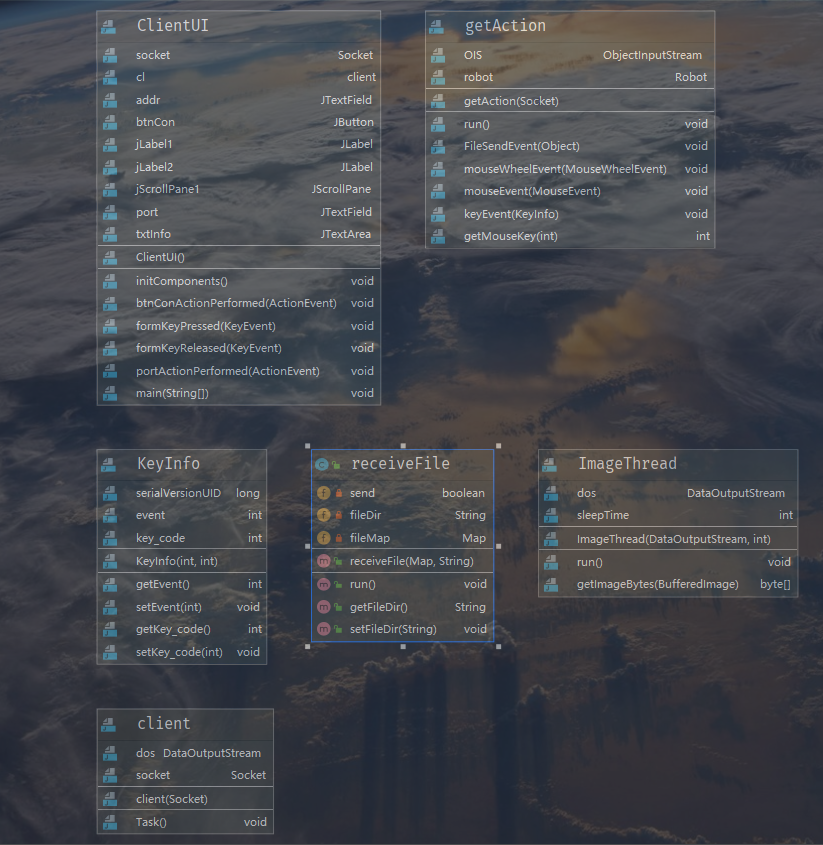 ClientUI
socket Socket
cl client
addr JTextField
btnCon JButton
jLabel1 JLabel
jLabel2 JLabel
jScrollPane1 JScrollPane
port JTextField
txtInfo JTextArea
ClientUI()
initComponents() void
btnConActionPerformed(ActionEvent) void
formKeyPressed(KeyEvent) void
formKeyReleased(KeyEvent) void
portActionPerformed(ActionEvent) void
main(String[]) void
getAction
OIS ObjectInputStream
robot Robot
getAction(Socket)
run() void
FileSendEvent(Object) void
mouseWheelEvent(MouseWheelEvent) void
mouseEvent(MouseEvent) void
keyEvent(KeyInfo) void
getMouseKey(int) int
KeyInfo
serialVersionUID long
event int
key_code int
KeyInfo(int, int)
getEvent() int
setEvent(int) void
getKey_code() int
setKey_code(int) void
receiveFile
send boolean
fileDir String
fileMap Map
receiveFile(Map, String)
run() void
getFileDir() String
setFileDir(String) void
ImageThread
dos DataOutputStream
sleepTime int
ImageThread(DataOutputStream, int)
run() void
getImageBytes(BufferedImage) byte[]
client
dos DataOutputStream
socket Socket
client(Socket)
Task() void